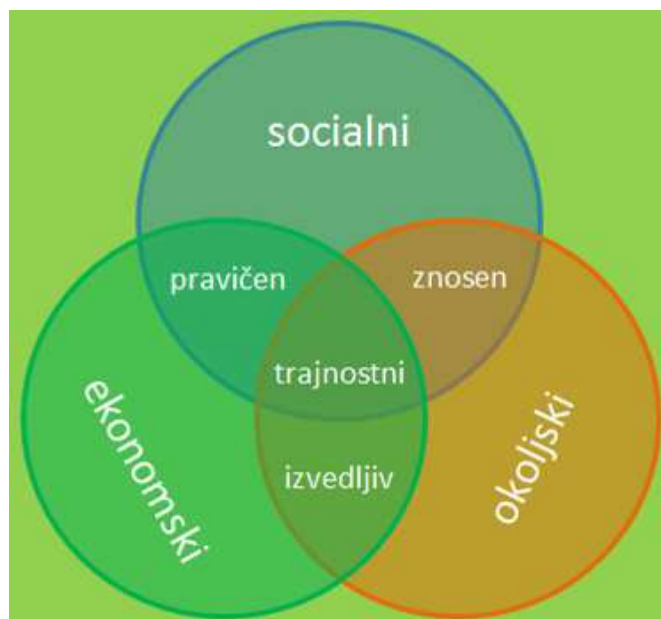 socialni
pravičen
znosen
trajnostni
ekonomski
okoljski
izvedljiv